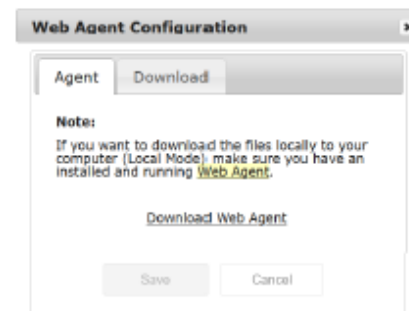 Web Agent Configuration
Agent
Download
Note:
If you want to download the files locally to your
computer (Local Mode) make sure you have an
installed and running Web Agent.
Download Web Agent
Save
Cancel